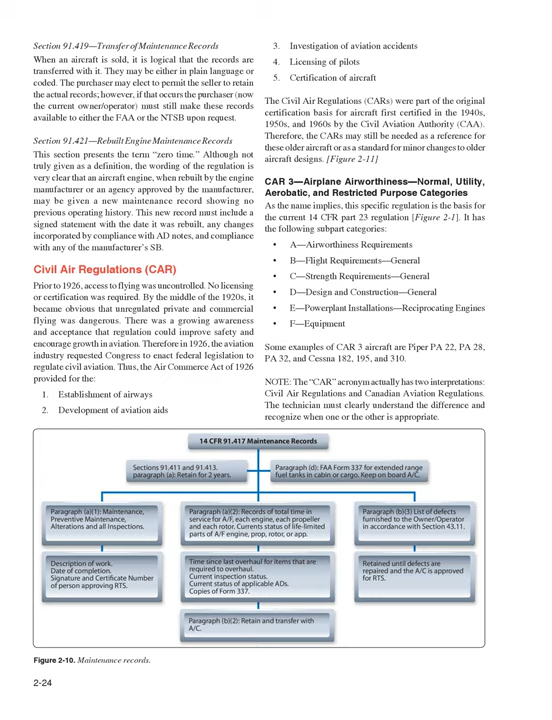 Section 91.419—Transfer of Maintenance Records
When an aircraft is sold, it is logical that the records are
transferred with it. They may be either in plain language or
coded. The purchaser may elect to permit the seller to retain
the actual records; however, if that occurs the purchaser (now
the current owner/operator) must still make these records
available to either the FAA or the NTSB upon request.
Section 91.421—Rebuilt Engine Maintenance Records
This section presents the term “zero time.” Although not
truly given as a definition, the wording of the regulation is
very clear that an aircraft engine, when rebuilt by the engine
manufacturer or an agency approved by the manufacturer,
may be given a new maintenance record showing no
previous operating history. This new record must include a
signed statement with the date it was rebuilt, any changes
incorporated by compliance with AD notes, and compliance
with any of the manufacturer’s SB.
Civil Air Regulations (CAR)
Prior to 1926, access to flying was uncontrolled. No licensing
or certification was required. By the middle of the 1920s, it
became obvious that unregulated private and commercial
flying was dangerous. There was a growing awareness
and acceptance that regulation could improve safety and
encourage growth in aviation. Therefore in 1926, the aviation
industry requested Congress to enact federal legislation to
regulate civil aviation. Thus, the Air Commerce Act of 1926
provided for the:
1. Establishment of airways
2. Development of aviation aids
3. Investigation of aviation accidents
4. Licensing of pilots
5. Certification of aircraft
The Civil Air Regulations (CARs) were part of the original
certification basis for aircraft first certified in the 1940s,
1950s, and 1960s by the Civil Aviation Authority (CAA).
Therefore, the CARs may still be needed as a reference for
these older aircraft or as a standard for minor changes to older
aircraft designs. [Figure 2-11]
CAR 3—Airplane Airworthiness—Normal, Utility,
Aerobatic, and Restricted Purpose Categories
As the name implies, this specific regulation is the basis for
the current 14 CFR part 23 regulation [Figure 2-1]. It has
the following subpart categories:
• A—Airworthiness Requirements
• B—Flight Requirements—General
• C—Strength Requirements—General
• D—Design and Construction—General
• E—Powerplant Installations—Reciprocating Engines
• F—Equipment
Some examples of CAR 3 aircraft are Piper PA 22, PA 28,
PA 32, and Cessna 182, 195, and 310.
NOTE: The “CAR” acronym actually has two interpretations:
Civil Air Regulations and Canadian Aviation Regulations.
The technician must clearly understand the difference and
recognize when one or the other is appropriate.
14 CFR 91.417 Maintenance Records
Sections 91.411 and 91.413.
paragraph (a): Retain for 2 years.
Paragraph (d): FAA Form 337 for extended range
fuel tanks in cabin or cargo. Keep on board A/C.
Paragraph (a)(1): Maintenance,
Preventive Maintenance,
Alterations and all Inspections.
Paragraph (a)(2): Records of total time in
service for A/F, each engine, each propeller
and each rotor. Currents status of life-limited
parts of A/F engine, prop, rotor, or app.
Paragraph (b)(3) List of defects
furnished to the Owner/Operator
in accordance with Section 43.11.
Description of work.
Date of completion.
Signature and Certificate Number
of person approving RTS.
Time since last overhaul for items that are
required to overhaul.
Current inspection status.
Current status of applicable ADs.
Copies of Form 337.
Retained until defects are
repaired and the A/C is approved
for RTS.
Paragraph (b)(2): Retain and transfer with
A/C.
Figure 2-10. Maintenance records.
2-24